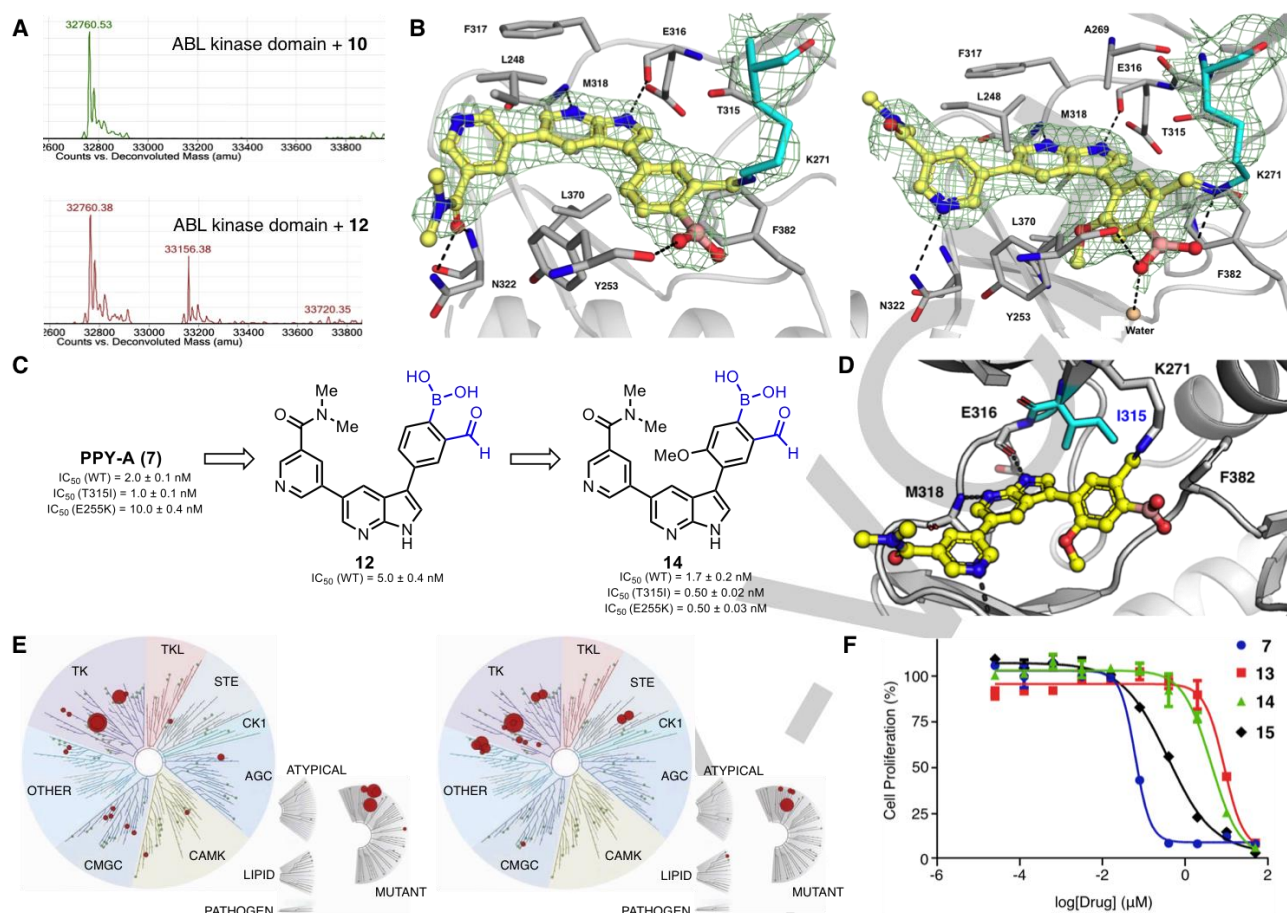 A
32760.53
ABL kinase domain + 10
2600 32800 33000 33200 33400 33600 33800
Counts vs. Deconvoluted Mass (amu)
32760.38
ABL kinase domain + 12
33156.38
33720.35
2600 32800 33000 33200 33400 33600 33800
Counts vs. Deconvoluted Mass (amu)
B
F317
E316
L248
M318
T315
K271
L370
F382
N322
Y253
A269
F317
E316
L248
M318
T315
K271
L370
F382
N322
Y253
Water
C
PPY-A (7)
IC50 (WT) = 2.0 ± 0.1 nM
IC50 (T315I) = 1.0 ± 0.1 nM
IC50 (E255K) = 10.0 ± 0.4 nM
HO
B
OH
O
H
Me
N
Me
O
N
N
N
H
12
IC50 (WT) = 5.0 ± 0.4 nM
HO
B
OH
O
H
Me
N
Me
O
MeO
N
N
N
H
14
IC50 (WT) = 1.7 ± 0.2 nM
IC50 (T315I) = 0.50 ± 0.02 nM
IC50 (E255K) = 0.50 ± 0.03 nM
D
K271
E316
I315
M318
F382
E
TK
TKL
STE
CK1
AGC
CAMK
CMGC
OTHER
ATYPICAL
LIPID
MUTANT
PATHOGEN
TK
TKL
STE
CK1
AGC
CAMK
CMGC
OTHER
ATYPICAL
LIPID
MUTANT
PATHOGEN
F
7
13
14
15
Cell Proliferation (%)
100
75
50
25
0
-6 -4 -2 0 2
log[Drug] (µM)